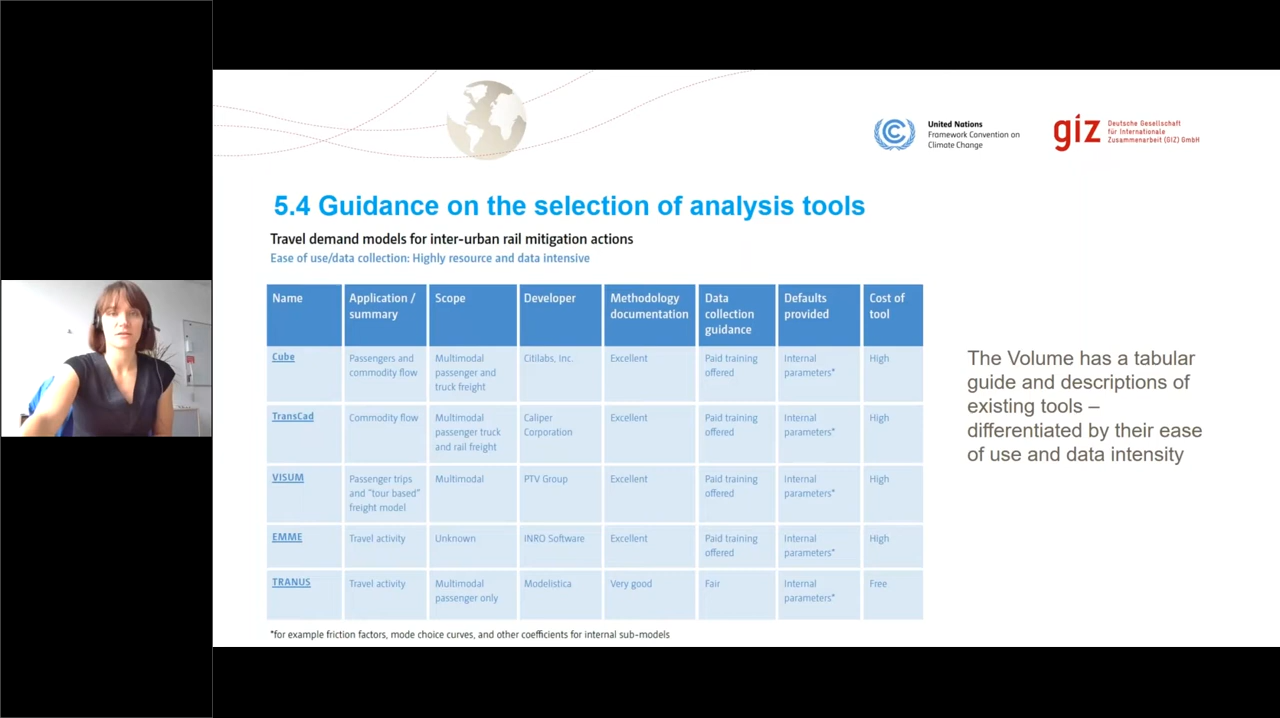 United Nations
Framework Convention on
Climate Change
giz
Deutsche Gesellschaft
für Internationale
Zusammenarbeit (GIZ) GmbH
5.4 Guidance on the selection of analysis tools
Travel demand models for inter-urban rail mitigation actions
Ease of use/data collection: Highly resource and data intensive
Name
Application /
summary
Scope
Developer
Methodology
documentation
Data
collection
guidance
Defaults
provided
Cost of
tool
Cube
Passengers and
commodity flow
Multimodal
passenger and
truck freight
Citilabs, Inc.
Excellent
Paid training
offered
Internal
parameters*
High
TransCad
Commodity flow
Multimodal
passenger truck
and rail freight
Caliper
Corporation
Excellent
Paid training
offered
Internal
parameters*
High
VISUM
Passenger trips
and "tour based"
freight model
Multimodal
PTV Group
Excellent
Paid training
offered
Internal
parameters*
High
EMME
Travel activity
Unknown
INRO Software
Excellent
Paid training
offered
Internal
parameters*
High
TRANUS
Travel activity
Multimodal
passenger only
Modelistica
Very good
Fair
Internal
parameters*
Free
*for example friction factors, mode choice curves, and other coefficients for internal sub-models
The Volume has a tabular
guide and descriptions of
existing tools –
differentiated by their ease
of use and data intensity